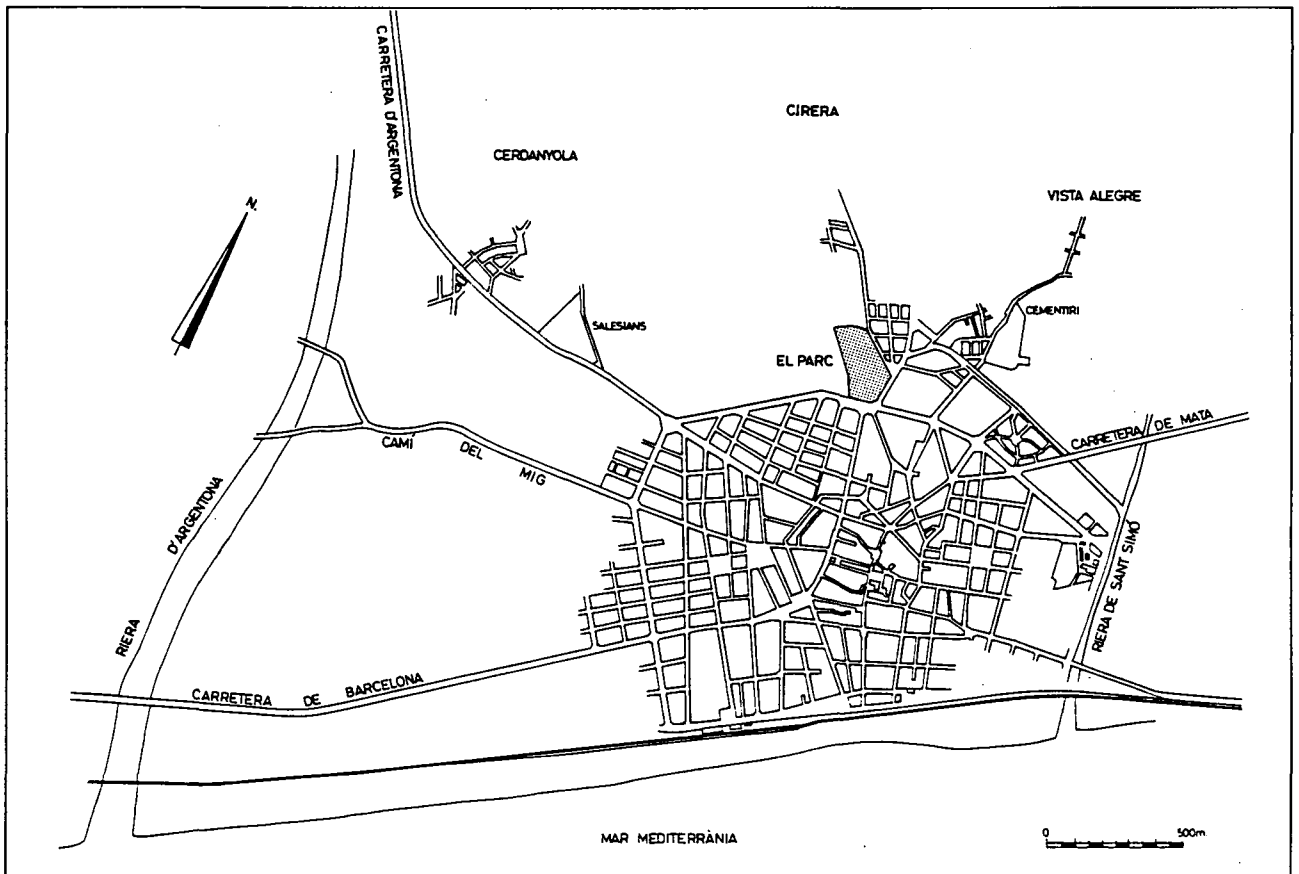 CARRETERA D'ARGENTONA
CIRERA
CERDANYOLA
VISTA ALEGRE
N.
CEMENTIRI
SALESIANS
EL PARC
CARRETERA DE MATA
CAMÍ DEL MIG
RIERA D'ARGENTONA
RIERA DE SANT SIMÓ
CARRETERA DE BARCELONA
MAR MEDITERRÀNIA
0 500m.